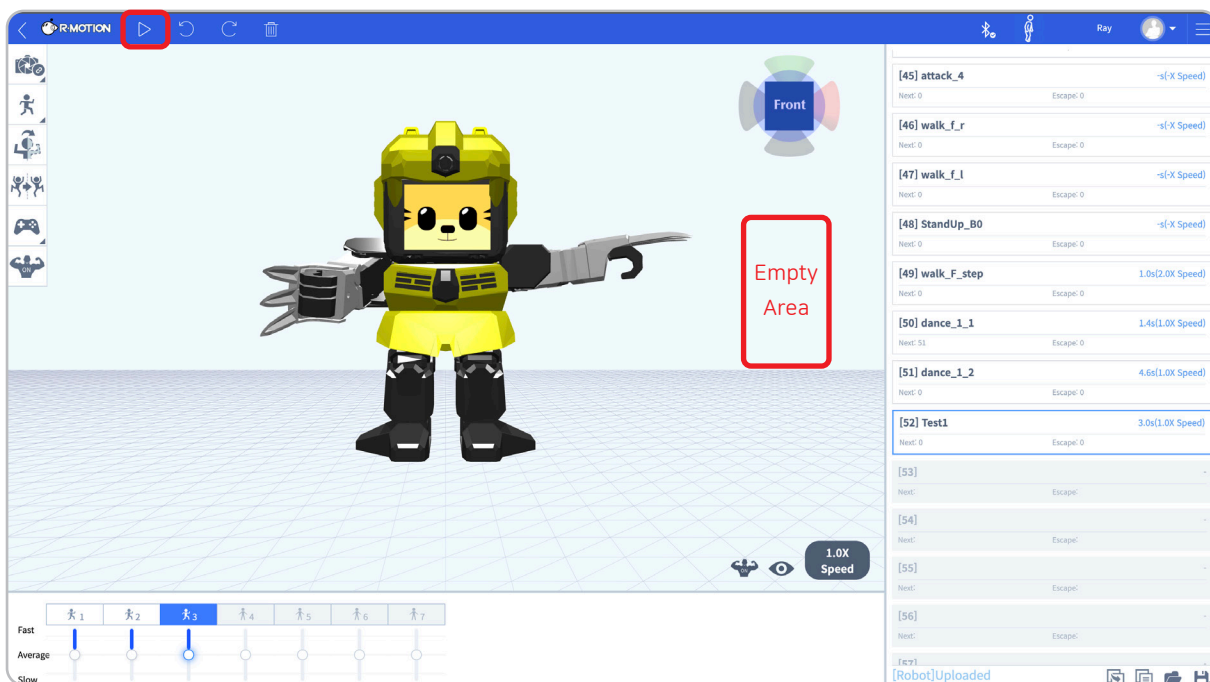 R·MOTION
Ray
ON
Front
Empty
Area
ON
1.0X
Speed
[45] attack_4 -s(-X Speed)
Next: 0 Escape: 0
[46] walk_f_r -s(-X Speed)
Next: 0 Escape: 0
[47] walk_f_l -s(-X Speed)
Next: 0 Escape: 0
[48] StandUp_B0 -s(-X Speed)
Next: 0 Escape: 0
[49] walk_F_step 1.0s(2.0X Speed)
Next: 0 Escape: 0
[50] dance_1_1 1.4s(1.0X Speed)
Next: 51 Escape: 0
[51] dance_1_2 4.6s(1.0X Speed)
Next: 0 Escape: 0
[52] Test1 3.0s(1.0X Speed)
Next: 0 Escape: 0
[53] -
Next: Escape:
[54] -
Next: Escape:
[55] -
Next: Escape:
[56] -
Next: Escape:
[57] -
[Robot]Uploaded
1 2 3 4 5 6 7
Fast
Average
Slow